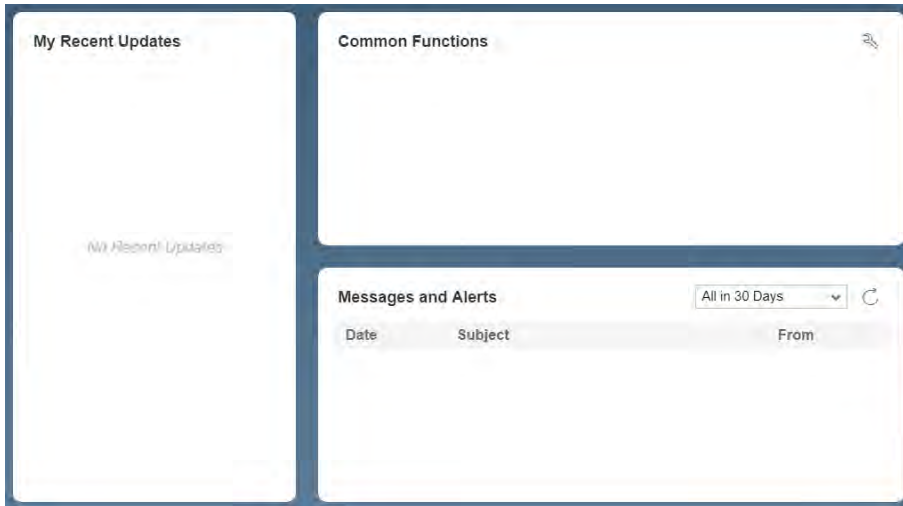 My Recent Updates
No Recent Updates
Common Functions
Messages and Alerts
All in 30 Days
Date Subject From